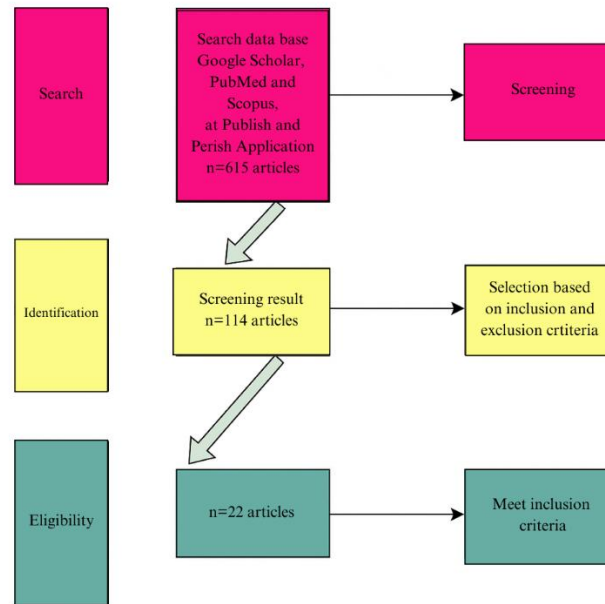 Search
Search data base
Google Scholar,
PubMed and
Scopus,
at Publish and
Perish Application
n=615 articles
Screening
Identification
Screening result
n=114 articles
Selection based
on inclusion and
exclusion crtiteria
Eligibility
n=22 articles
Meet inclusion
criteria